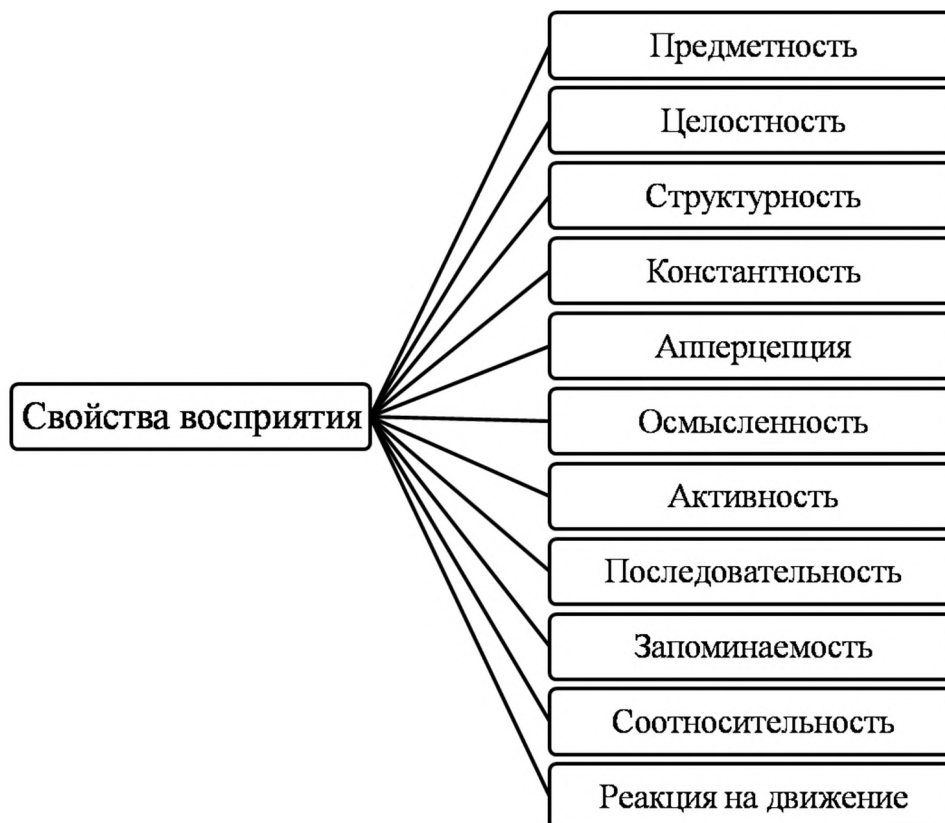 Предметность
Целостность
Структурность
Константность
Апперцепция
Свойства восприятия
Осмысленность
Активность
Последовательность
Запоминаемость
Соотносительность
Реакция на движение